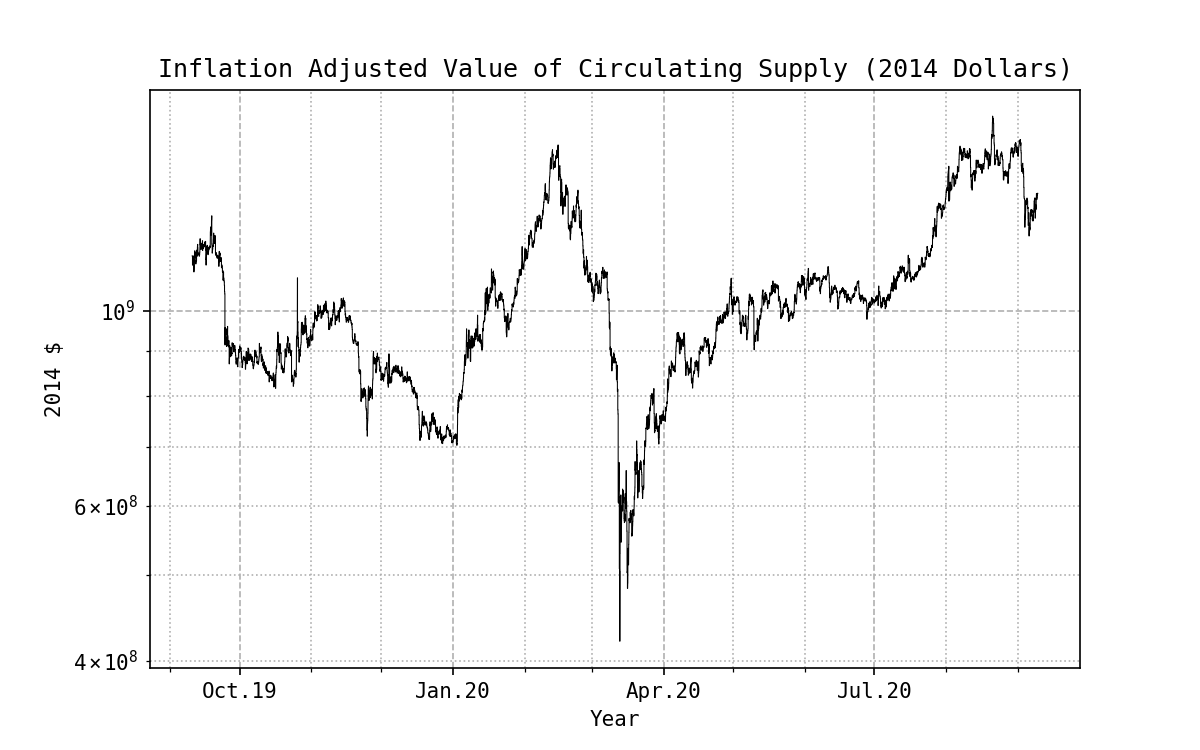 Inflation Adjusted Value of Circulating Supply (2014 Dollars)
2014 $
10⁹
6×10⁸
4×10⁸
Oct.19 Jan.20 Apr.20 Jul.20
Year